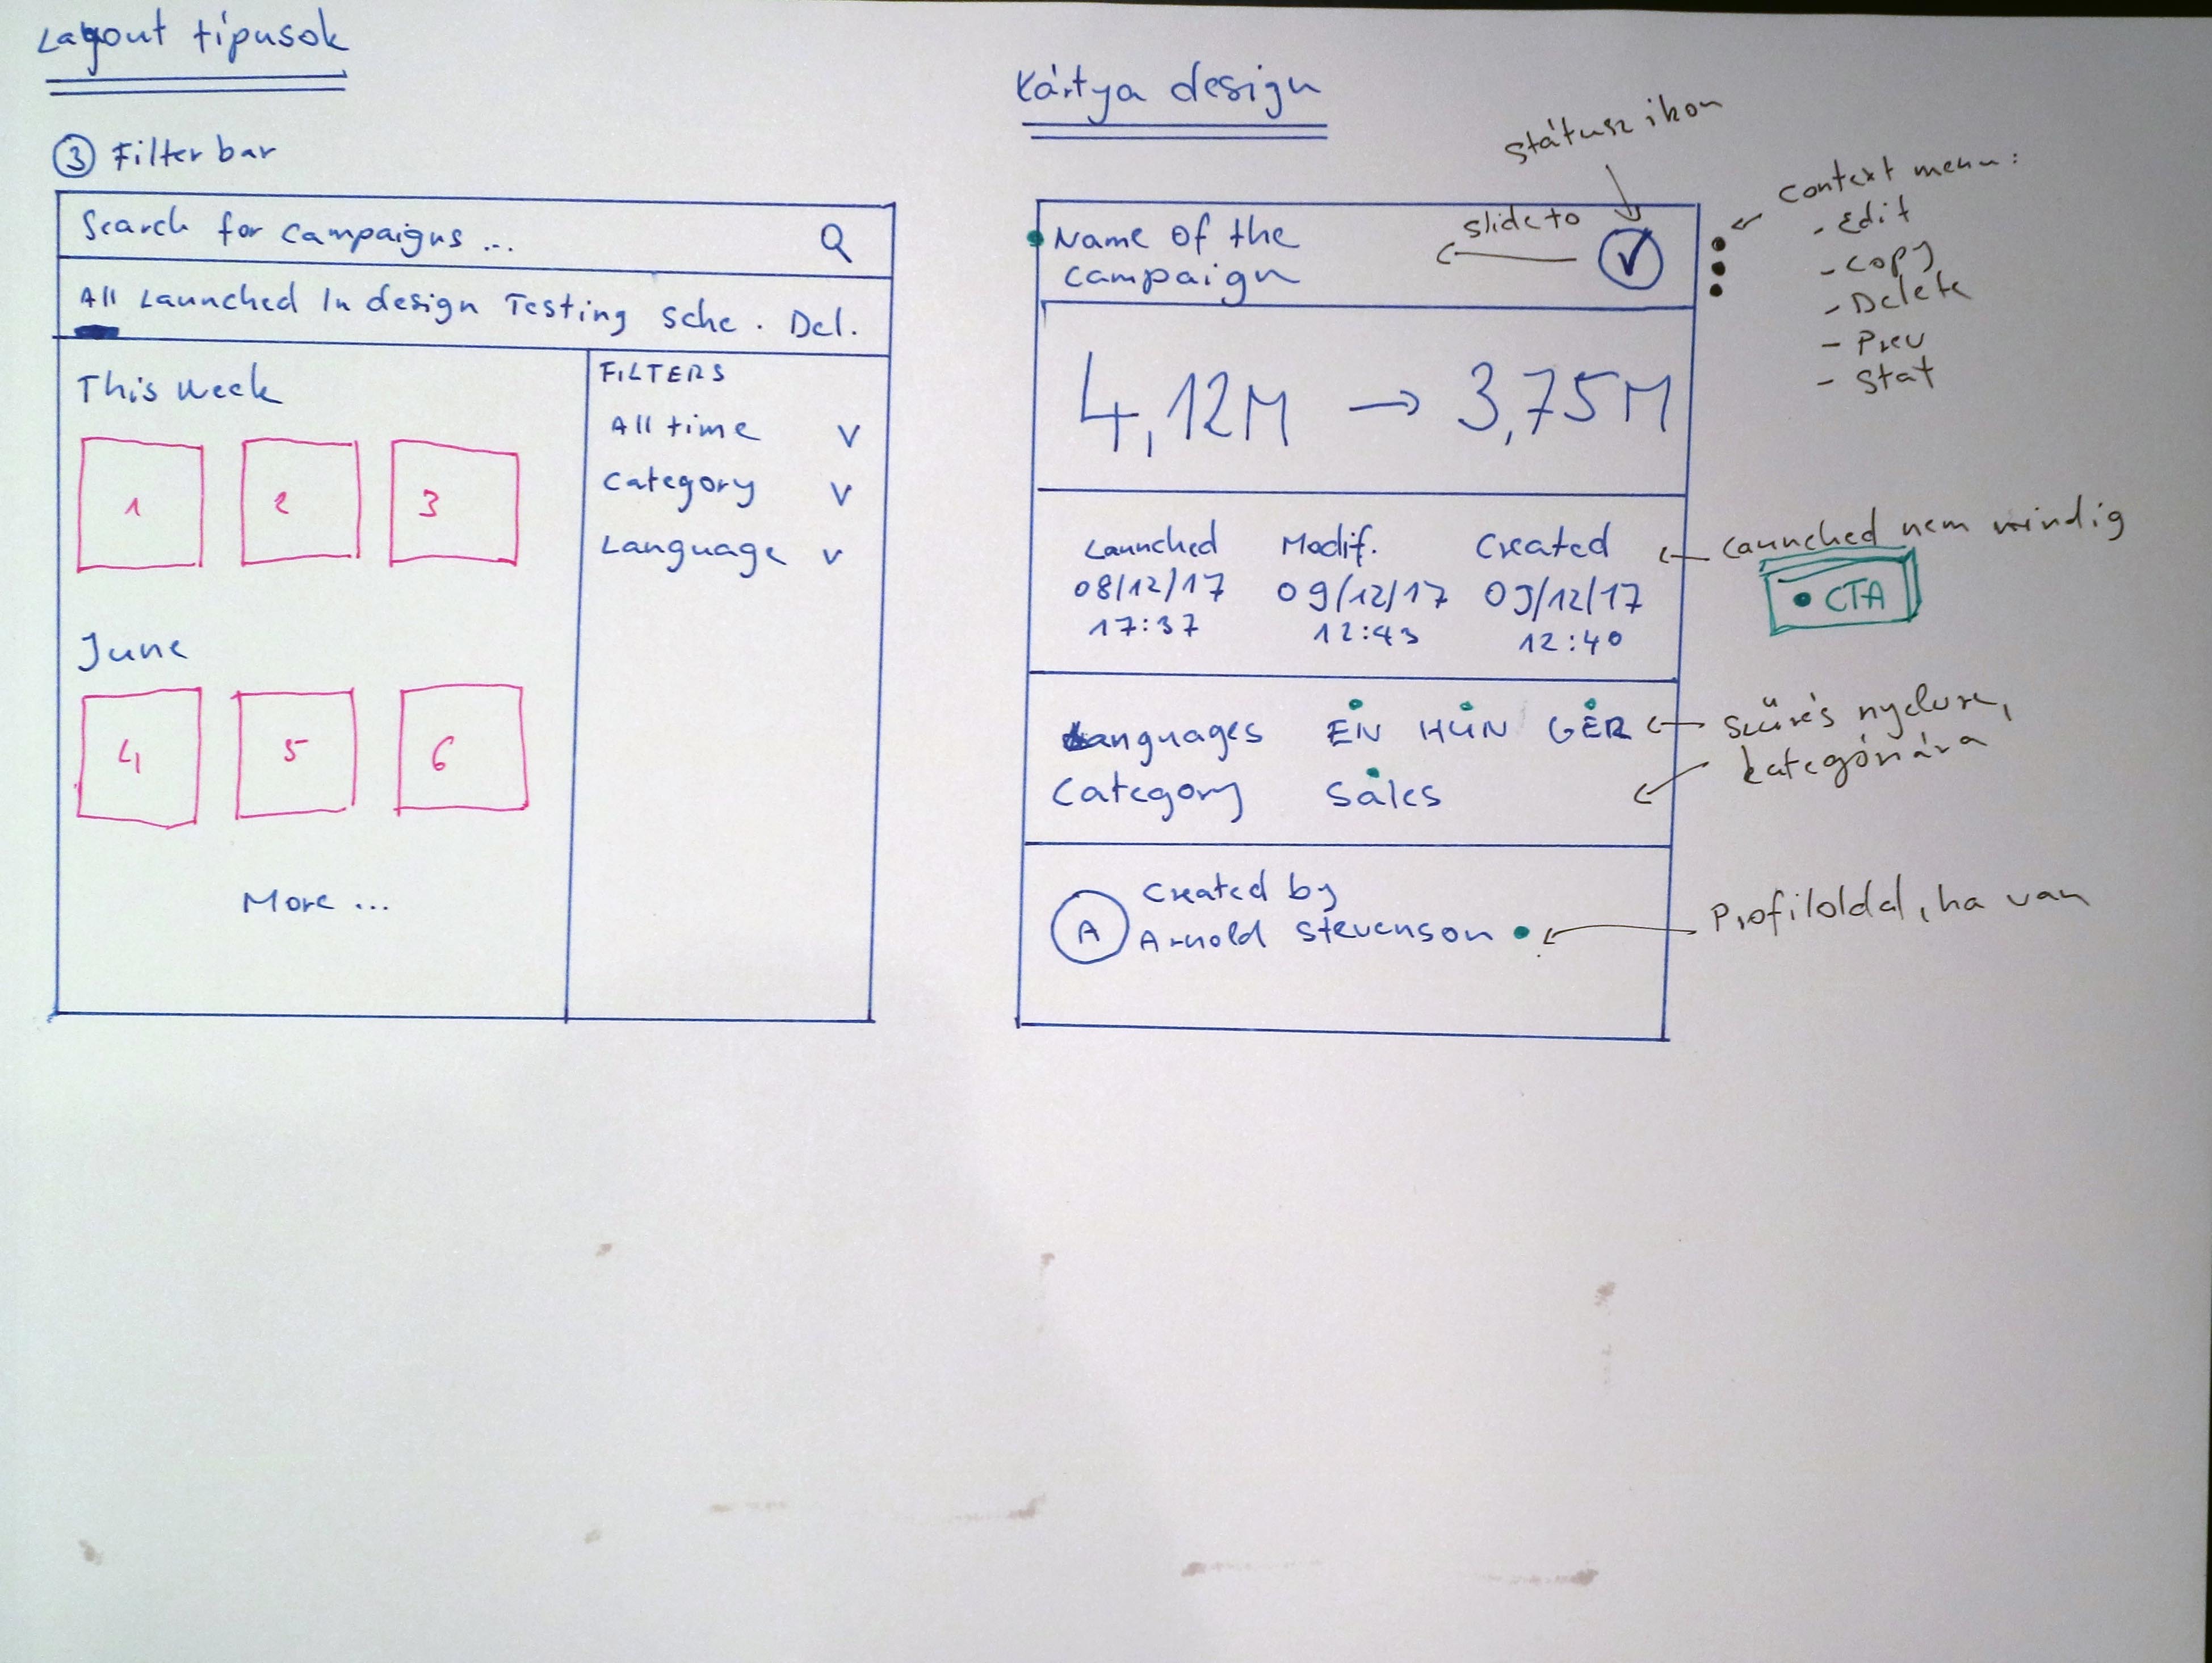 Layout típusok
3 Filter bar
Search for campaigns ...
All Launched In design Testing Sche. Del.
This week
1 2 3
June
4 5 6
More ...
FILTERS
All time V
Category V
Language V
Kártya design
státusz ikon
Name of the
campaign
slide to
context menu:
- Edit
- Copy
- Delete
- Prev
- Stat
4,12M → 3,75M
Launched Modif. Created
08/12/17 09/12/17 09/12/17
17:37 12:43 12:40
Launched nem mindig
• CTA
Languages EN HUN GER
Category Sales
szűrés nyelvre,
kategóriára
A
Created by
Arnold Stevenson
Profiloldal, ha van